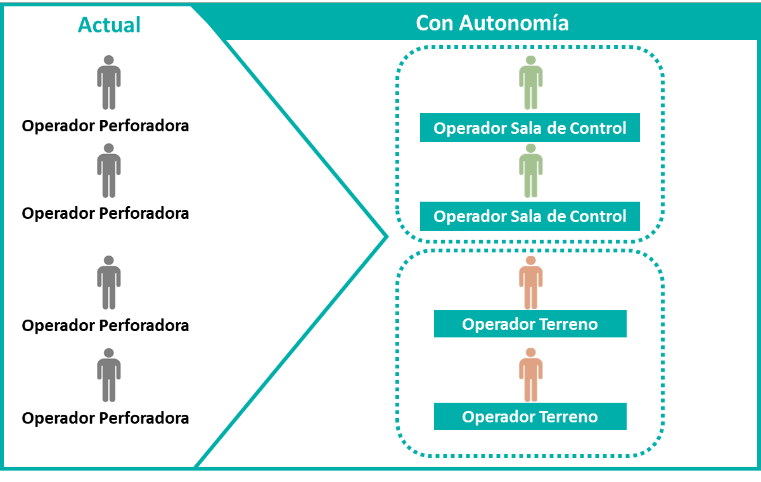 Actual
Con Autonomía
Operador Perforadora
Operador Perforadora
Operador Perforadora
Operador Perforadora
Operador Sala de Control
Operador Sala de Control
Operador Terreno
Operador Terreno